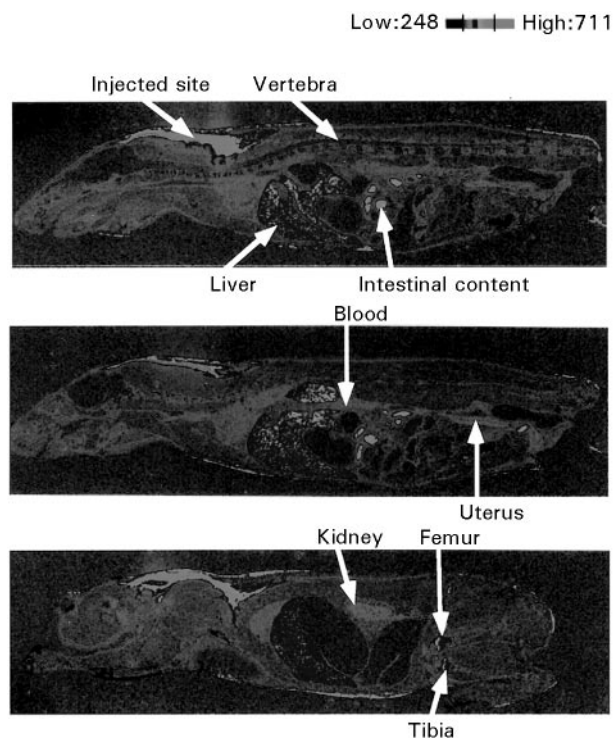 Low:248 High:711
Injected site Vertebra
Liver Intestinal content
Blood
Uterus
Kidney Femur
Tibia